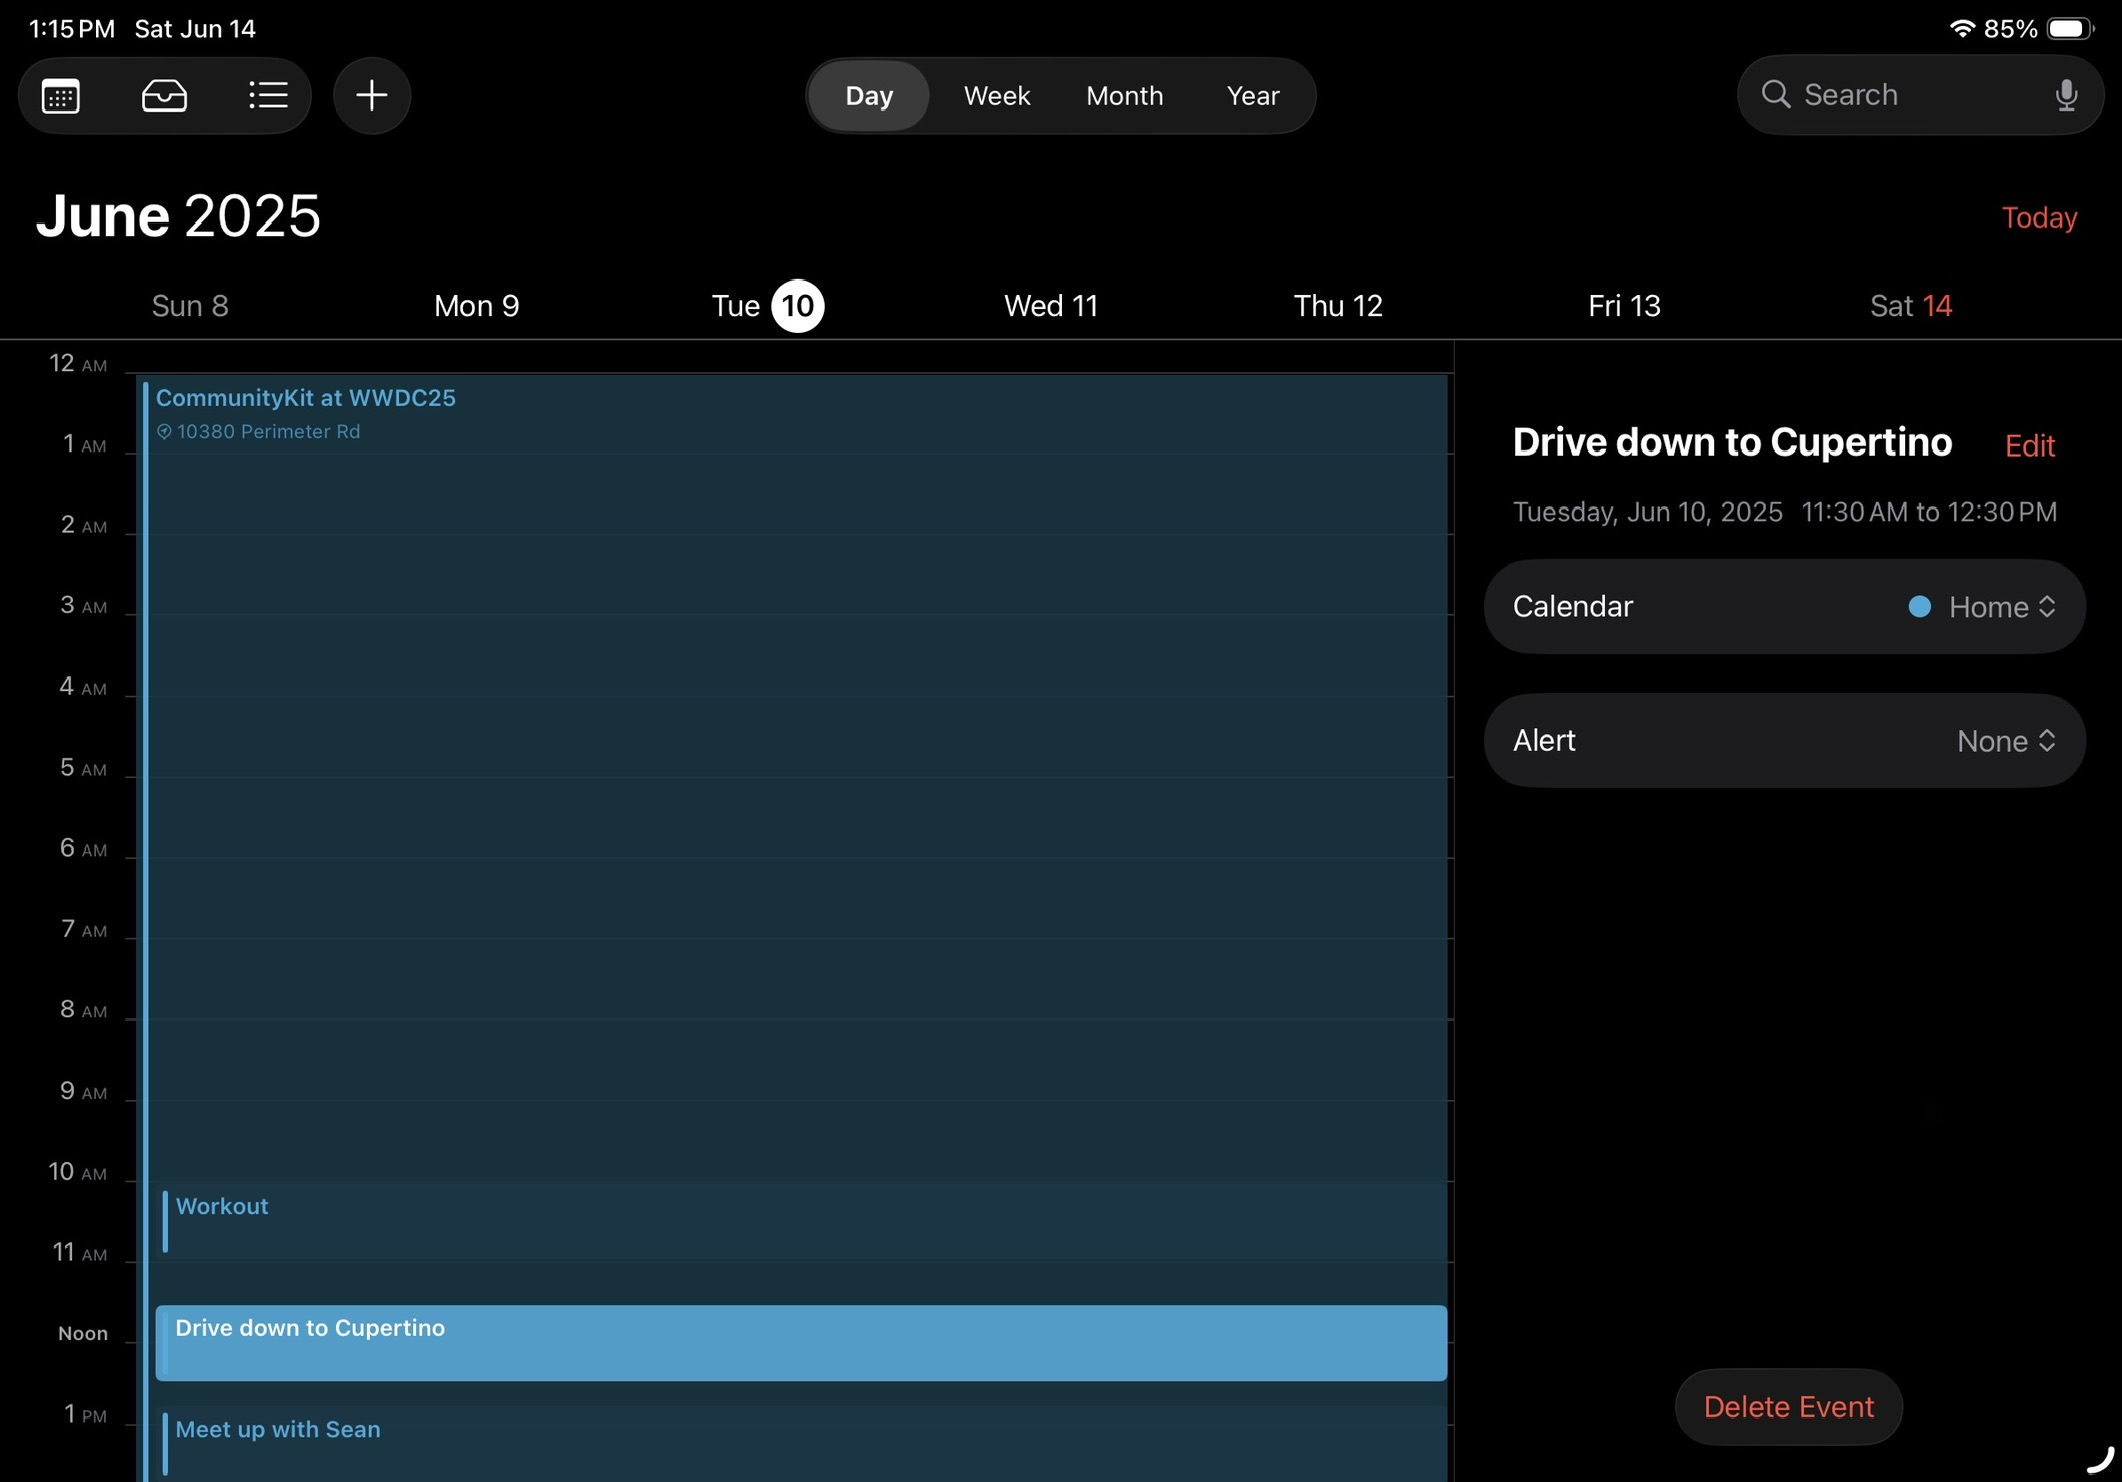 1:15 PM Sat Jun 14
85%
Day Week Month Year
Search
June 2025
Today
Sun 8 Mon 9 Tue 10 Wed 11 Thu 12 Fri 13 Sat 14
12 AM
CommunityKit at WWDC25
10380 Perimeter Rd
1 AM
2 AM
3 AM
4 AM
5 AM
6 AM
7 AM
8 AM
9 AM
10 AM
Workout
11 AM
Drive down to Cupertino
Noon
1 PM
Meet up with Sean
Drive down to Cupertino
Edit
Tuesday, Jun 10, 2025 11:30 AM to 12:30 PM
Calendar Home
Alert None
Delete Event